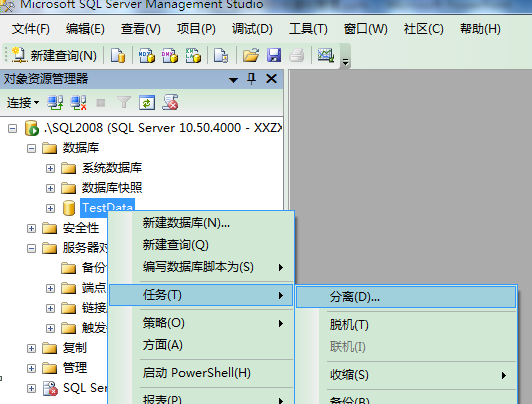 Microsoft SQL Server Management Studio
文件(F) 编辑(E) 查看(V) 项目(P) 调试(D) 工具(T) 窗口(W) 社区(C) 帮助(H)
新建查询(N)
对象资源管理器
连接
.\SQL2008 (SQL Server 10.50.4000 - XXZX
数据库
系统数据库
数据库快照
TestData
新建数据库(N)...
安全性
新建查询(Q)
服务器对
编写数据库脚本为(S)
备份
端点
任务(T)
分离(D)...
链接
策略(O)
脱机(T)
触发
方面(A)
联机(I)
复制
管理
启动 PowerShell(H)
收缩(S)
SQL Ser
报表(P)
备份(B)...